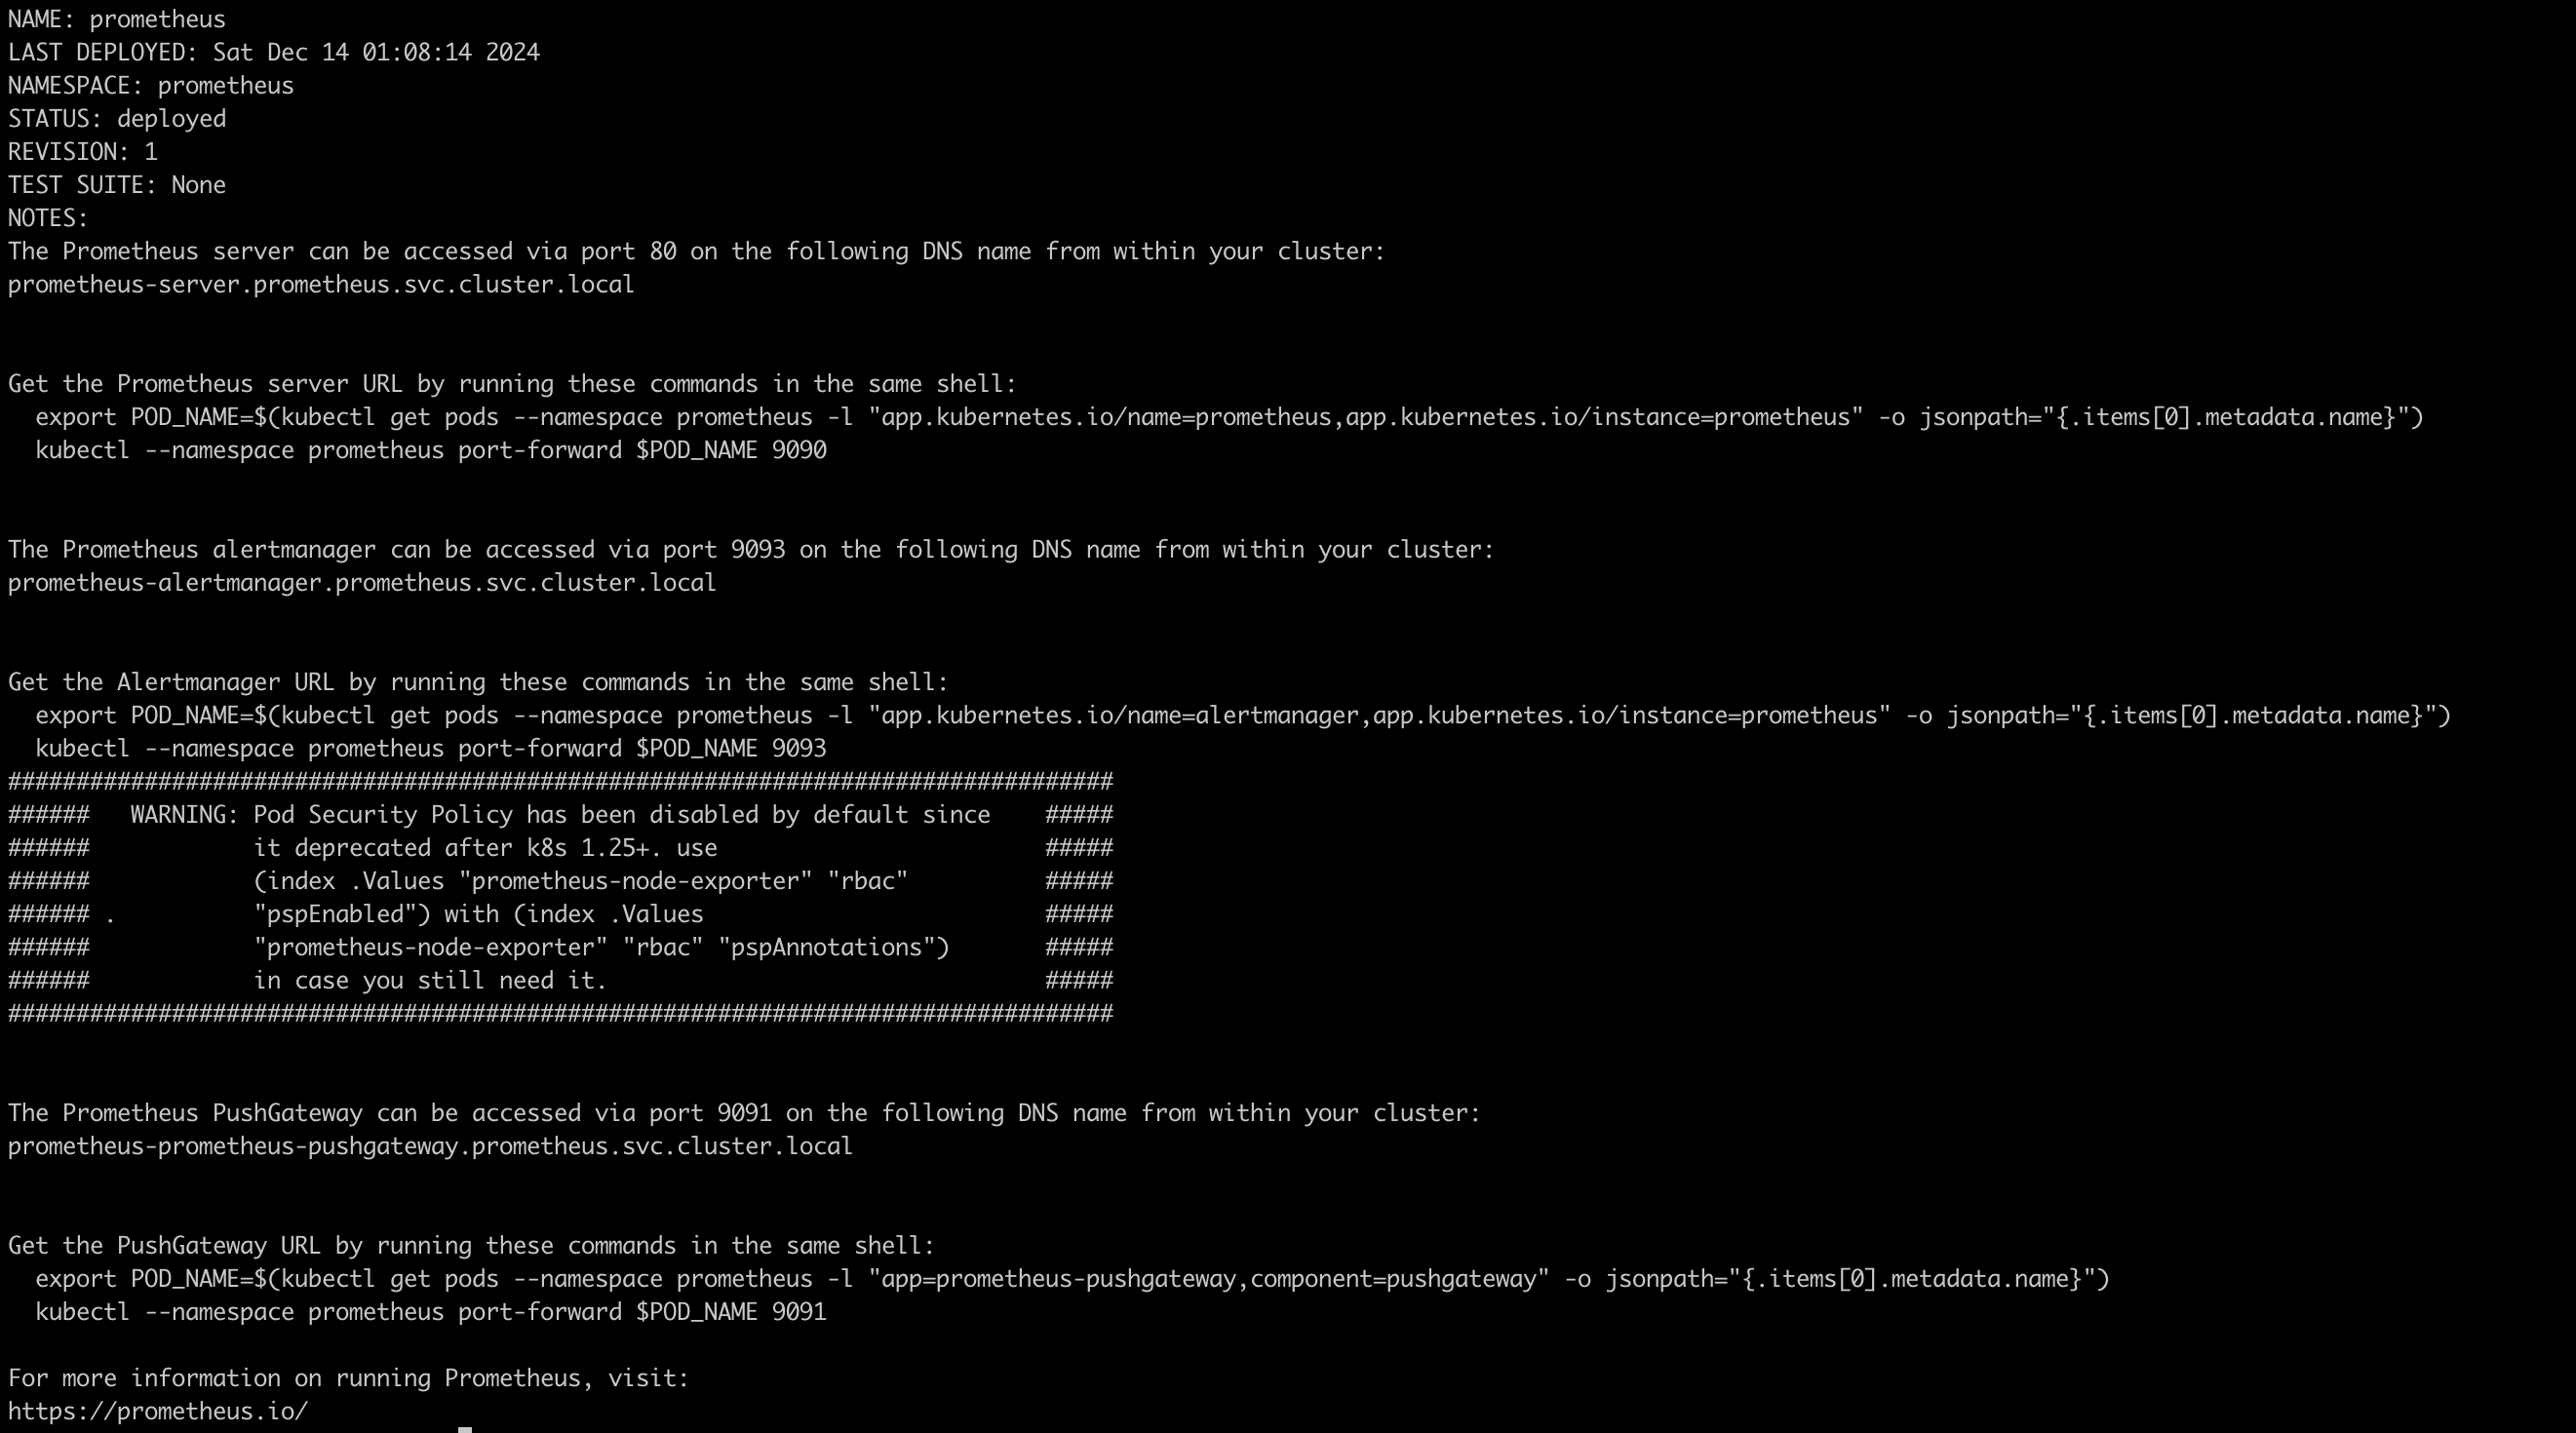 NAME: prometheus
LAST DEPLOYED: Sat Dec 14 01:08:14 2024
NAMESPACE: prometheus
STATUS: deployed
REVISION: 1
TEST SUITE: None
NOTES:
The Prometheus server can be accessed via port 80 on the following DNS name from within your cluster:
prometheus-server.prometheus.svc.cluster.local


Get the Prometheus server URL by running these commands in the same shell:
  export POD_NAME=$(kubectl get pods --namespace prometheus -l "app.kubernetes.io/name=prometheus,app.kubernetes.io/instance=prometheus" -o jsonpath="{.items[0].metadata.name}")
  kubectl --namespace prometheus port-forward $POD_NAME 9090


The Prometheus alertmanager can be accessed via port 9093 on the following DNS name from within your cluster:
prometheus-alertmanager.prometheus.svc.cluster.local


Get the Alertmanager URL by running these commands in the same shell:
  export POD_NAME=$(kubectl get pods --namespace prometheus -l "app.kubernetes.io/name=alertmanager,app.kubernetes.io/instance=prometheus" -o jsonpath="{.items[0].metadata.name}")
  kubectl --namespace prometheus port-forward $POD_NAME 9093
#################################################################################
######   WARNING: Pod Security Policy has been disabled by default since    #####
######            it deprecated after k8s 1.25+. use                        #####
######            (index .Values "prometheus-node-exporter" "rbac"          #####
###### .          "pspEnabled") with (index .Values                         #####
######            "prometheus-node-exporter" "rbac" "pspAnnotations")       #####
######            in case you still need it.                                #####
#################################################################################


The Prometheus PushGateway can be accessed via port 9091 on the following DNS name from within your cluster:
prometheus-prometheus-pushgateway.prometheus.svc.cluster.local


Get the PushGateway URL by running these commands in the same shell:
  export POD_NAME=$(kubectl get pods --namespace prometheus -l "app=prometheus-pushgateway,component=pushgateway" -o jsonpath="{.items[0].metadata.name}")
  kubectl --namespace prometheus port-forward $POD_NAME 9091

For more information on running Prometheus, visit:
https://prometheus.io/